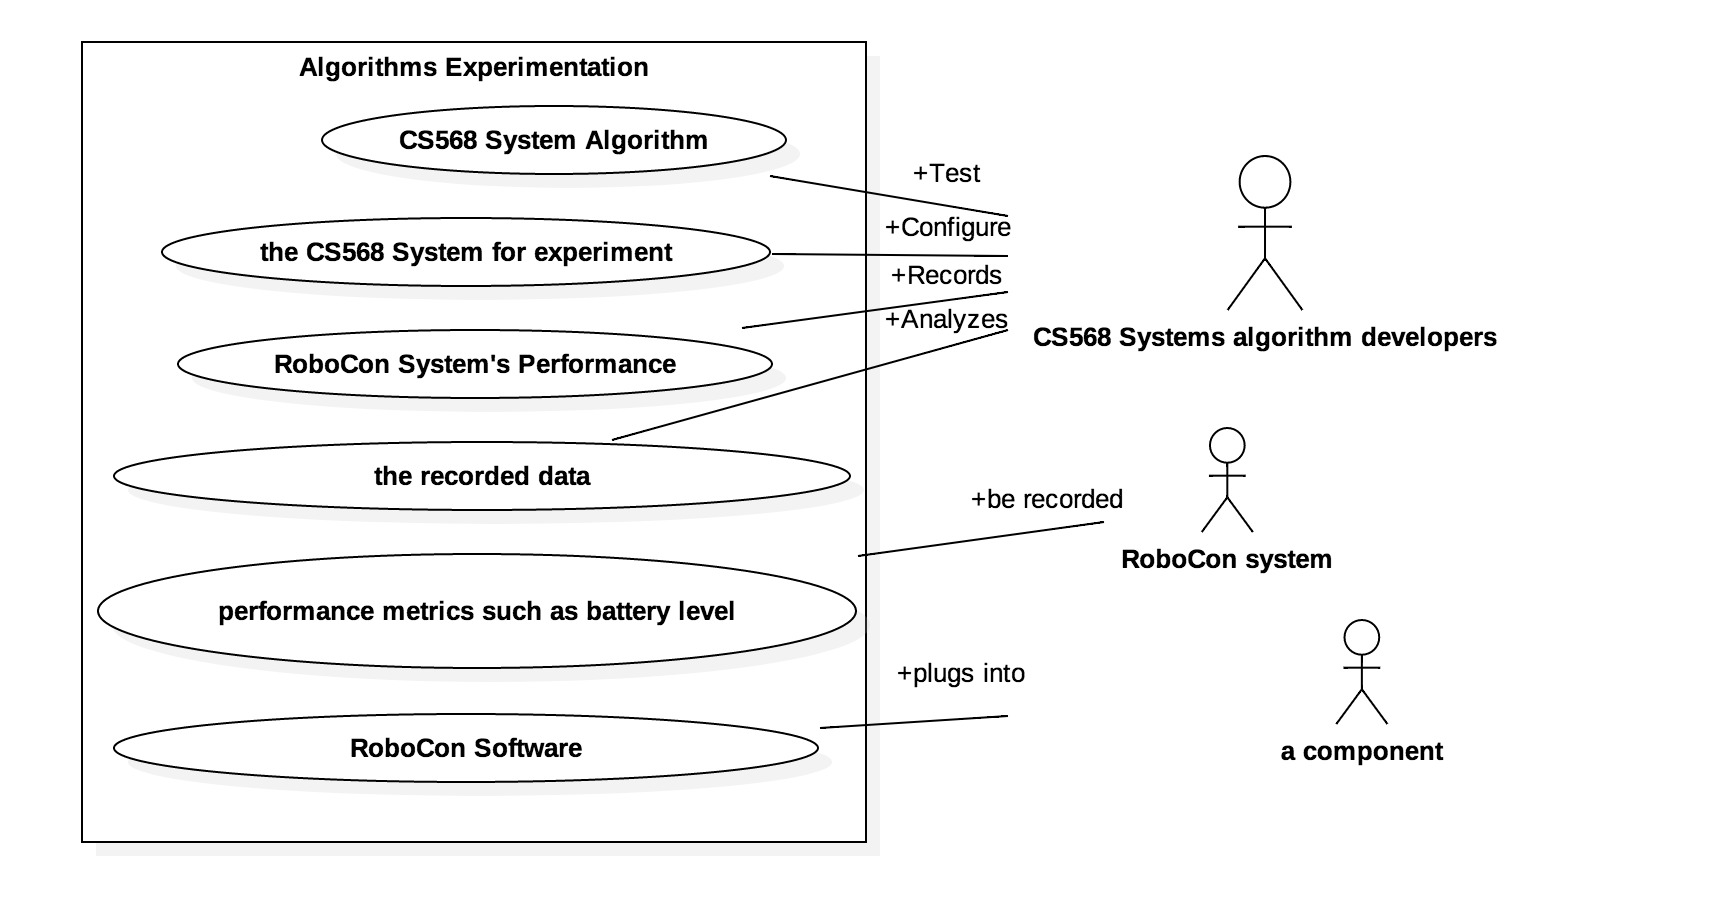 Algorithms Experimentation
CS568 System Algorithm
+Test
+Configure
the CS568 System for experiment
+Records
+Analyzes
CS568 Systems algorithm developers
RoboCon System's Performance
the recorded data
+be recorded
RoboCon system
performance metrics such as battery level
+plugs into
RoboCon Software
a component